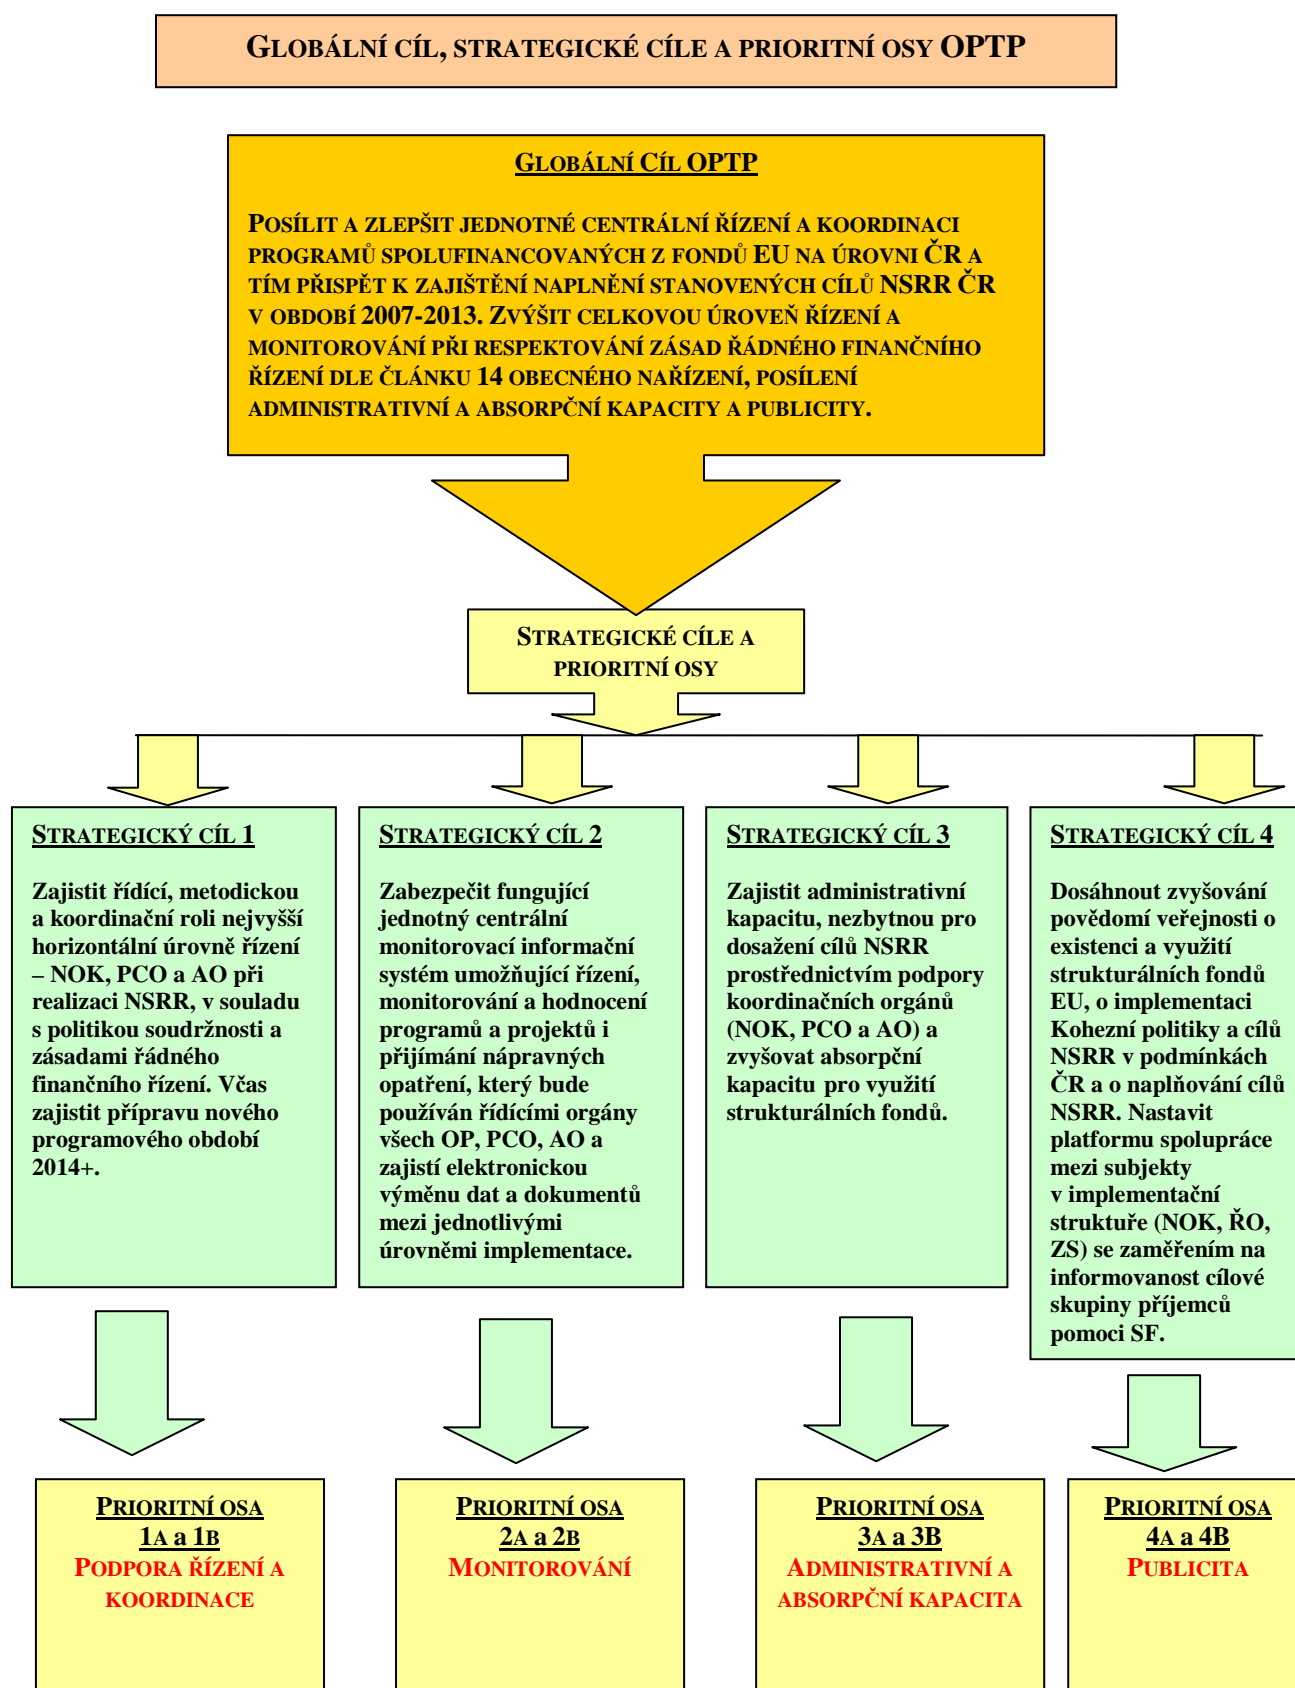 GLOBÁLNÍ CÍL, STRATEGICKÉ CÍLE A PRIORITNÍ OSY OPTP
GLOBÁLNÍ CÍL OPTP
POSÍLIT A ZLEPŠIT JEDNOTNÉ CENTRÁLNÍ ŘÍZENÍ A KOORDINACI
PROGRAMŮ SPOLUFINANCOVANÝCH Z FONDŮ EU NA ÚROVNI ČR A
TÍM PŘISPĚT K ZAJIŠTĚNÍ NAPLNĚNÍ STANOVENÝCH CÍLŮ NSRR ČR
V OBDOBÍ 2007-2013. ZVÝŠIT CELKOVOU ÚROVEŇ ŘÍZENÍ A
MONITOROVÁNÍ PŘI RESPEKTOVÁNÍ ZÁSAD ŘÁDNÉHO FINANČNÍHO
ŘÍZENÍ DLE ČLÁNKU 14 OBECNÉHO NAŘÍZENÍ, POSÍLENÍ
ADMINISTRATIVNÍ A ABSORPČNÍ KAPACITY A PUBLICITY.
STRATEGICKÉ CÍLE A
PRIORITNÍ OSY
STRATEGICKÝ CÍL 1
Zajistit řídící, metodickou
a koordinační roli nejvyšší
horizontální úrovně řízení
– NOK, PCO a AO při
realizaci NSRR, v souladu
s politikou soudržnosti a
zásadami řádného
finančního řízení. Včas
zajistit přípravu nového
programového období
2014+.
STRATEGICKÝ CÍL 2
Zabezpečit fungující
jednotný centrální
monitorovací informační
systém umožňující řízení,
monitorování a hodnocení
programů a projektů i
přijímání nápravných
opatření, který bude
používán řídícími orgány
všech OP, PCO, AO a
zajistí elektronickou
výměnu dat a dokumentů
mezi jednotlivými
úrovněmi implementace.
STRATEGICKÝ CÍL 3
Zajistit administrativní
kapacitu, nezbytnou pro
dosažení cílů NSRR
prostřednictvím podpory
koordinačních orgánů
(NOK, PCO a AO) a
zvyšovat absorpční
kapacitu pro využití
strukturálních fondů.
STRATEGICKÝ CÍL 4
Dosáhnout zvyšování
povědomí veřejnosti o
existenci a využití
strukturálních fondů
EU, o implementaci
Kohezní politiky a cílů
NSRR v podmínkách
ČR a o naplňování cílů
NSRR. Nastavit
platformu spolupráce
mezi subjekty
v implementační
struktuře (NOK, ŘO,
ZS) se zaměřením na
informovanost cílové
skupiny příjemců
pomoci SF.
PRIORITNÍ OSA
1A a 1B
PODPORA ŘÍZENÍ A
KOORDINACE
PRIORITNÍ OSA
2A a 2B
MONITOROVÁNÍ
PRIORITNÍ OSA
3A a 3B
ADMINISTRATIVNÍ A
ABSORPČNÍ KAPACITA
PRIORITNÍ OSA
4A a 4B
PUBLICITA